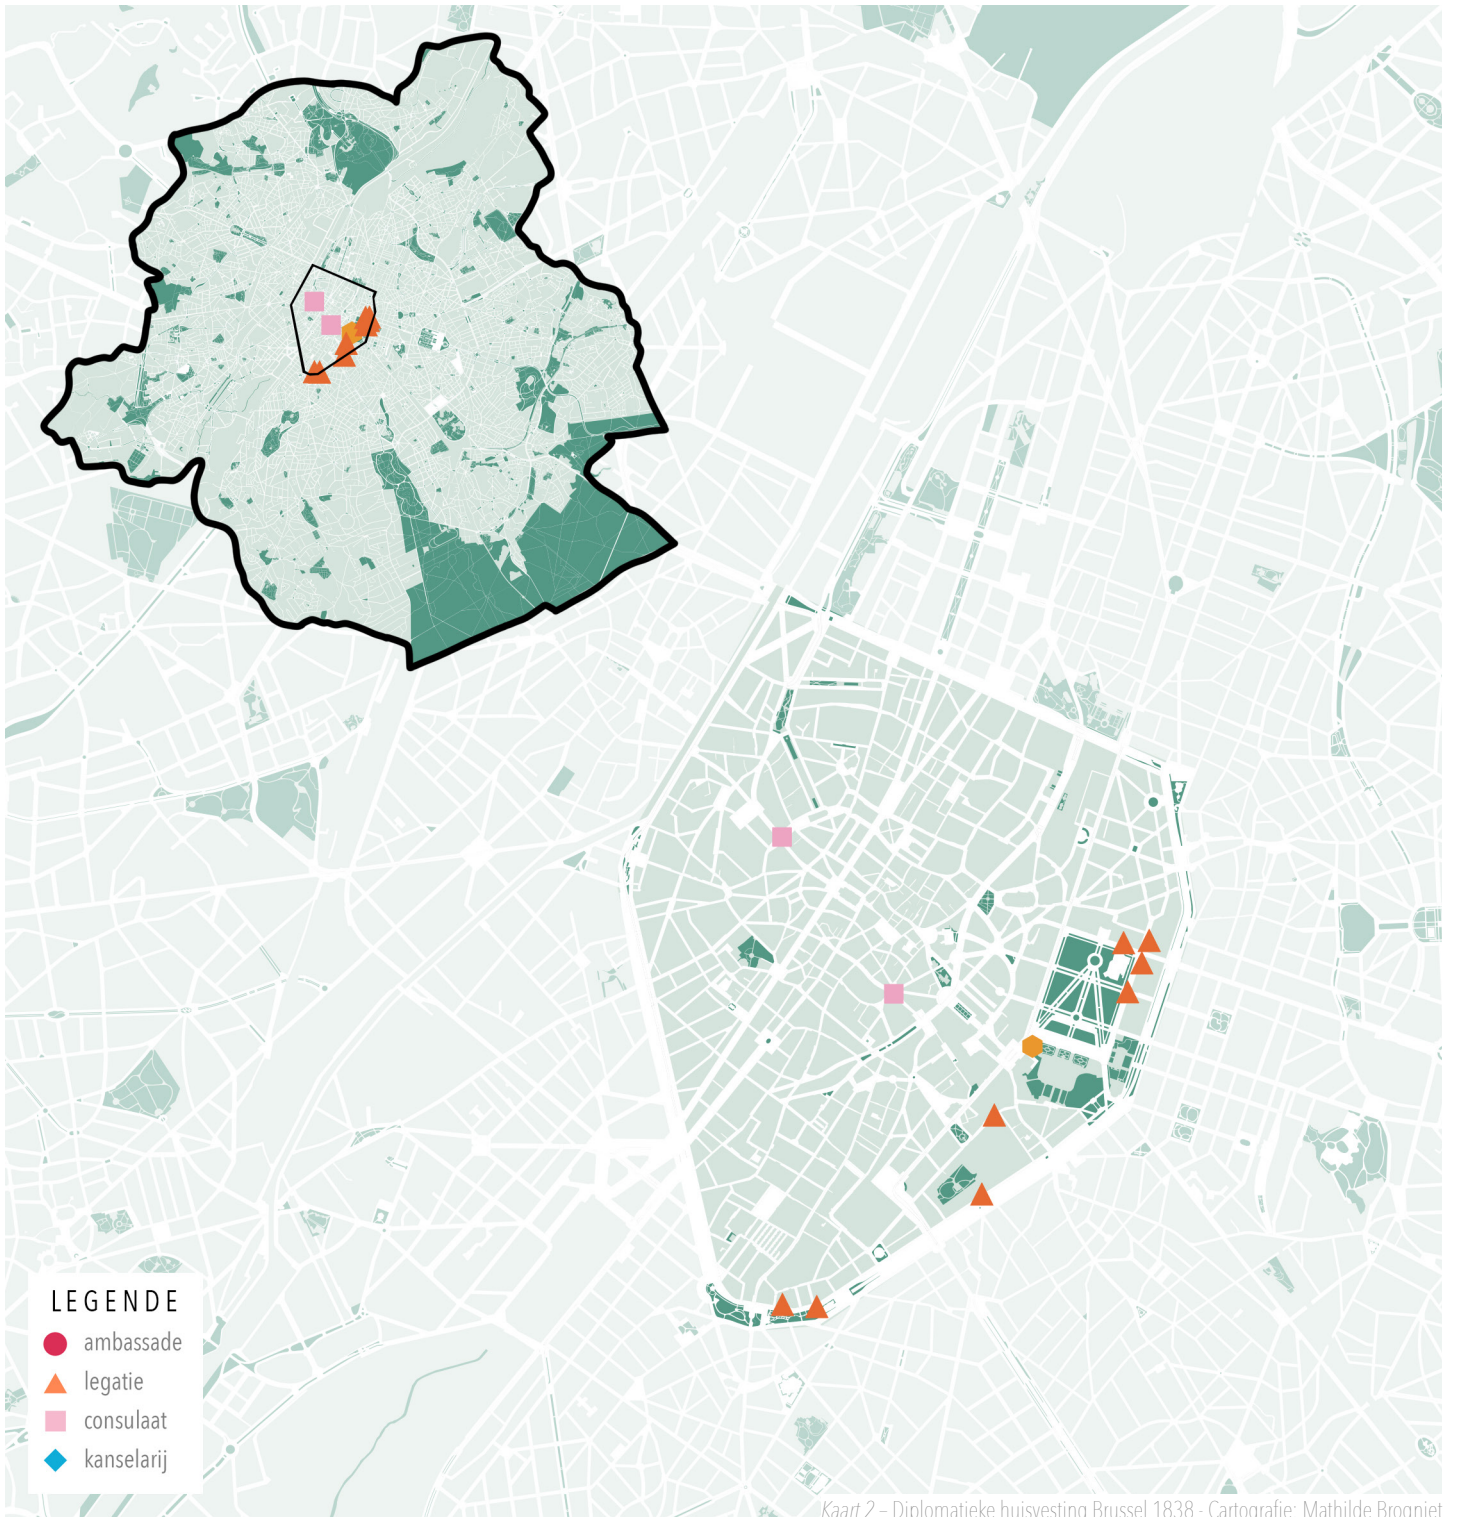 LEGENDE
ambassade
legatie
consulaat
kanselarij
Kaart 2 – Diplomatieke huisvesting Brussel 1838 - Cartografie: Mathilde Brogniet